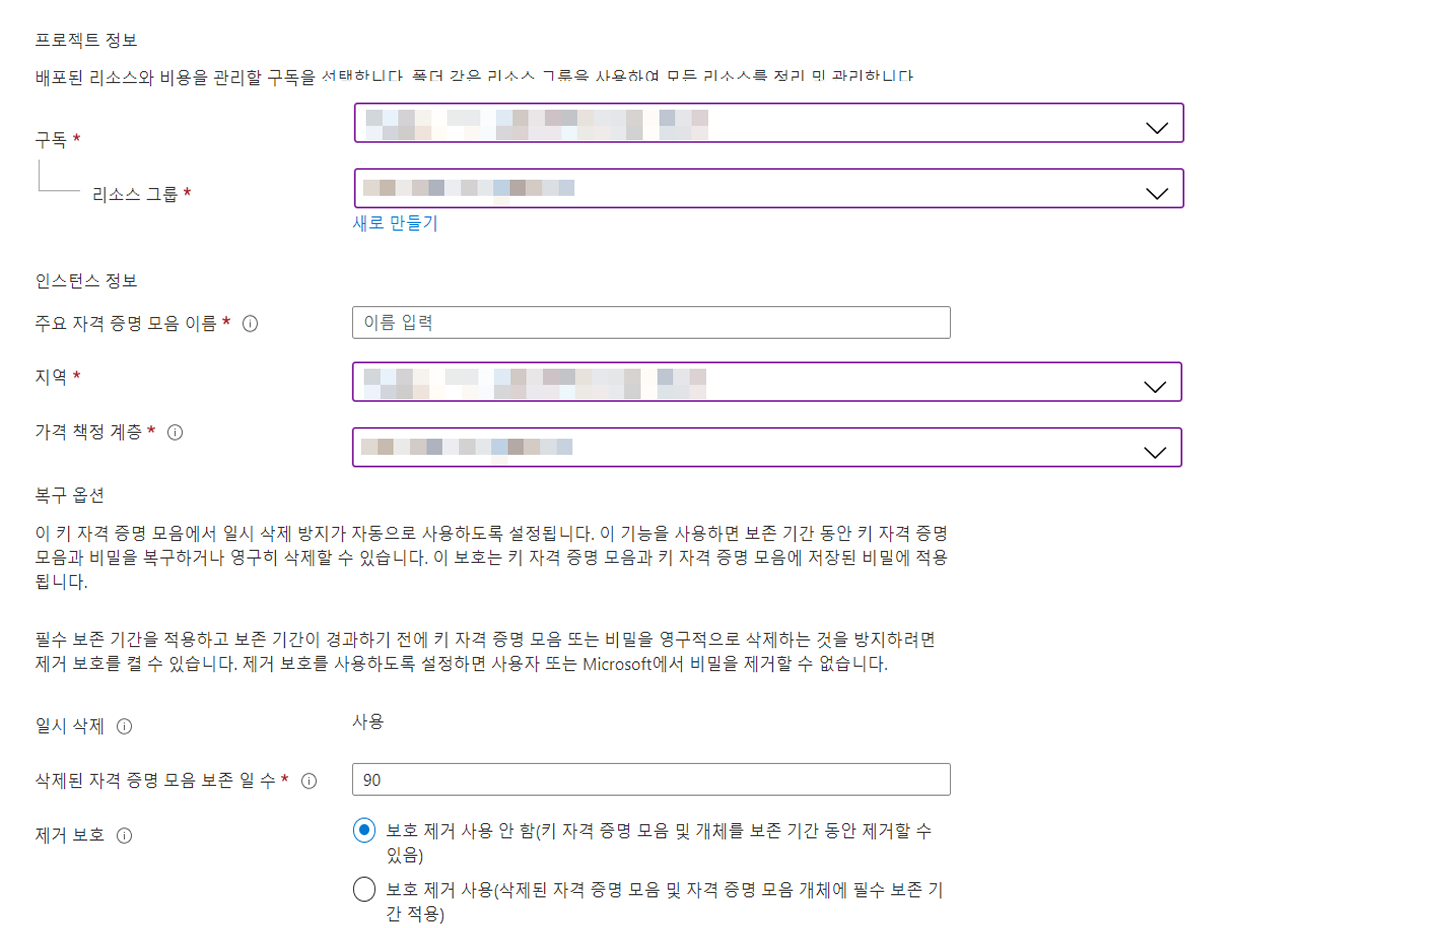 프로젝트 정보
배포된 리소스와 비용을 관리할 구독을 선택합니다. 폴더 같은 리소스 그룹을 사용하여 모든 리소스를 정리 및 관리합니다.
구독 *
리소스 그룹 *
새로 만들기
인스턴스 정보
주요 자격 증명 모음 이름 *
이름 입력
지역 *
가격 책정 계층 *
복구 옵션
이 키 자격 증명 모음에서 일시 삭제 방지가 자동으로 사용하도록 설정됩니다. 이 기능을 사용하면 보존 기간 동안 키 자격 증명
모음과 비밀을 복구하거나 영구히 삭제할 수 있습니다. 이 보호는 키 자격 증명 모음과 키 자격 증명 모음에 저장된 비밀에 적용
됩니다.
필수 보존 기간을 적용하고 보존 기간이 경과하기 전에 키 자격 증명 모음 또는 비밀을 영구적으로 삭제하는 것을 방지하려면
제거 보호를 켤 수 있습니다. 제거 보호를 사용하도록 설정하면 사용자 또는 Microsoft에서 비밀을 제거할 수 없습니다.
일시 삭제
사용
삭제된 자격 증명 모음 보존 일 수 *
90
제거 보호
보호 제거 사용 안 함(키 자격 증명 모음 및 개체를 보존 기간 동안 제거할 수
있음)
보호 제거 사용(삭제된 자격 증명 모음 및 자격 증명 모음 개체에 필수 보존 기
간 적용)